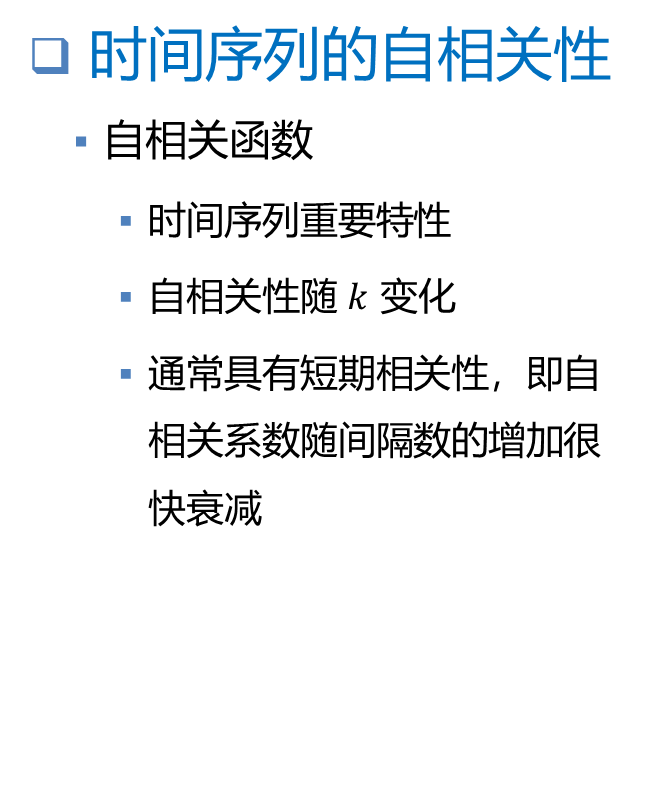 时间序列的自相关性
自相关函数
时间序列重要特性
自相关性随 k 变化
通常具有短期相关性，即自
相关系数随间隔数的增加很
快衰减